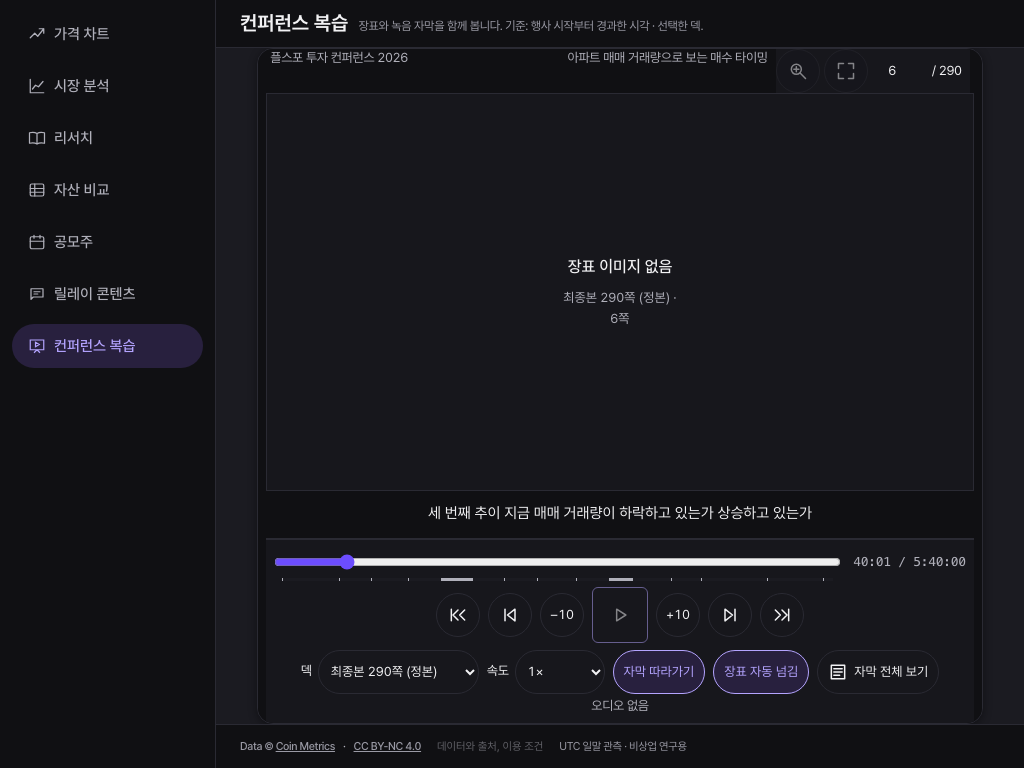 가격 차트
시장 분석
리서치
자산 비교
공모주
릴레이 콘텐츠
컨퍼런스 복습
컨퍼런스 복습 장표와 녹음 자막을 함께 봅니다. 기준: 행사 시작부터 경과한 시각 · 선택한 덱.
플스포 투자 컨퍼런스 2026 아파트 매매 거래량으로 보는 매수 타이밍 6 / 290
장표 이미지 없음
최종본 290쪽 (정본) ·
6쪽
세 번째 추이 지금 매매 거래량이 하락하고 있는가 상승하고 있는가
40:01 / 5:40:00
−10 +10
덱 최종본 290쪽 (정본) 속도 1× 자막 따라가기 장표 자동 넘김 자막 전체 보기
오디오 없음
Data © Coin Metrics · CC BY-NC 4.0 데이터와 출처, 이용 조건 UTC 일말 관측 · 비상업 연구용